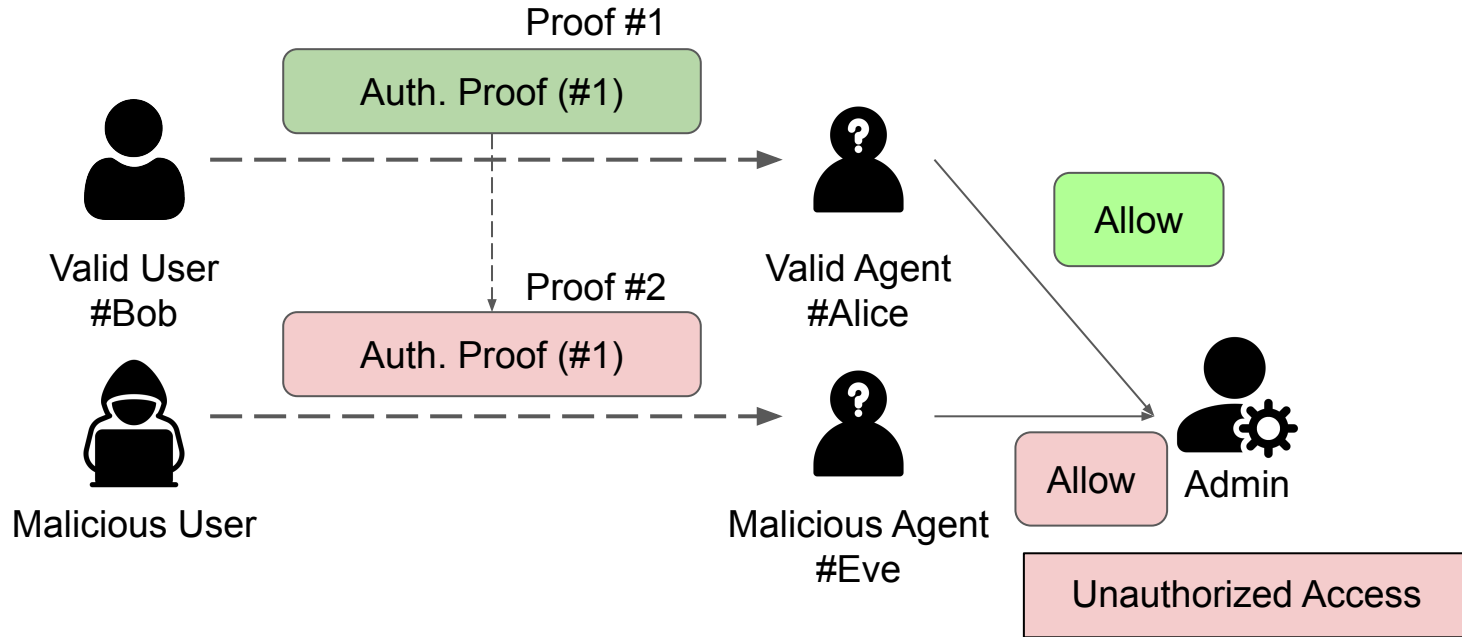 Proof #1
Auth. Proof (#1)
Valid User
#Bob
Valid Agent
#Alice
Allow
Proof #2
Auth. Proof (#1)
Malicious User
Malicious Agent
#Eve
Allow
Admin
Unauthorized Access